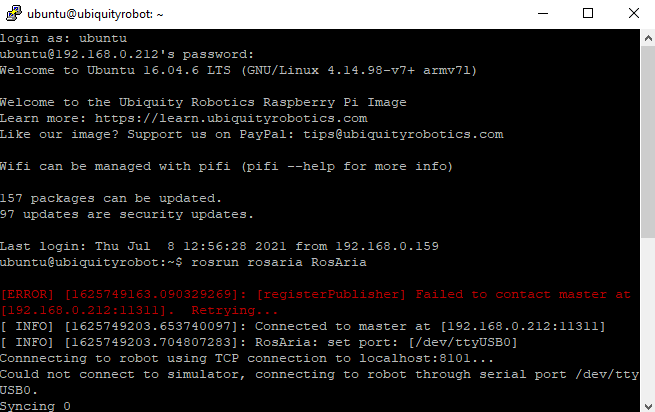 ubuntu@ubiquityrobot: ~
login as: ubuntu
ubuntu@192.168.0.212's password:
Welcome to Ubuntu 16.04.6 LTS (GNU/Linux 4.14.98-v7+ armv7l)
Welcome to the Ubiquity Robotics Raspberry Pi Image
Learn more: https://learn.ubiquityrobotics.com
Like our image? Support us on PayPal: tips@ubiquityrobotics.com
Wifi can be managed with pifi (pifi --help for more info)
157 packages can be updated.
97 updates are security updates.
Last login: Thu Jul  8 12:56:28 2021 from 192.168.0.159
ubuntu@ubiquityrobot:~$ rosrun rosaria RosAria
[ERROR] [1625749163.090329269]: [registerPublisher] Failed to contact master at
[192.168.0.212:11311].  Retrying...
[ INFO] [1625749203.653740097]: Connected to master at [192.168.0.212:11311]
[ INFO] [1625749203.704807283]: RosAria: set port: [/dev/ttyUSB0]
Connnecting to robot using TCP connection to localhost:8101...
Could not connect to simulator, connecting to robot through serial port /dev/tty
USB0.
Syncing 0